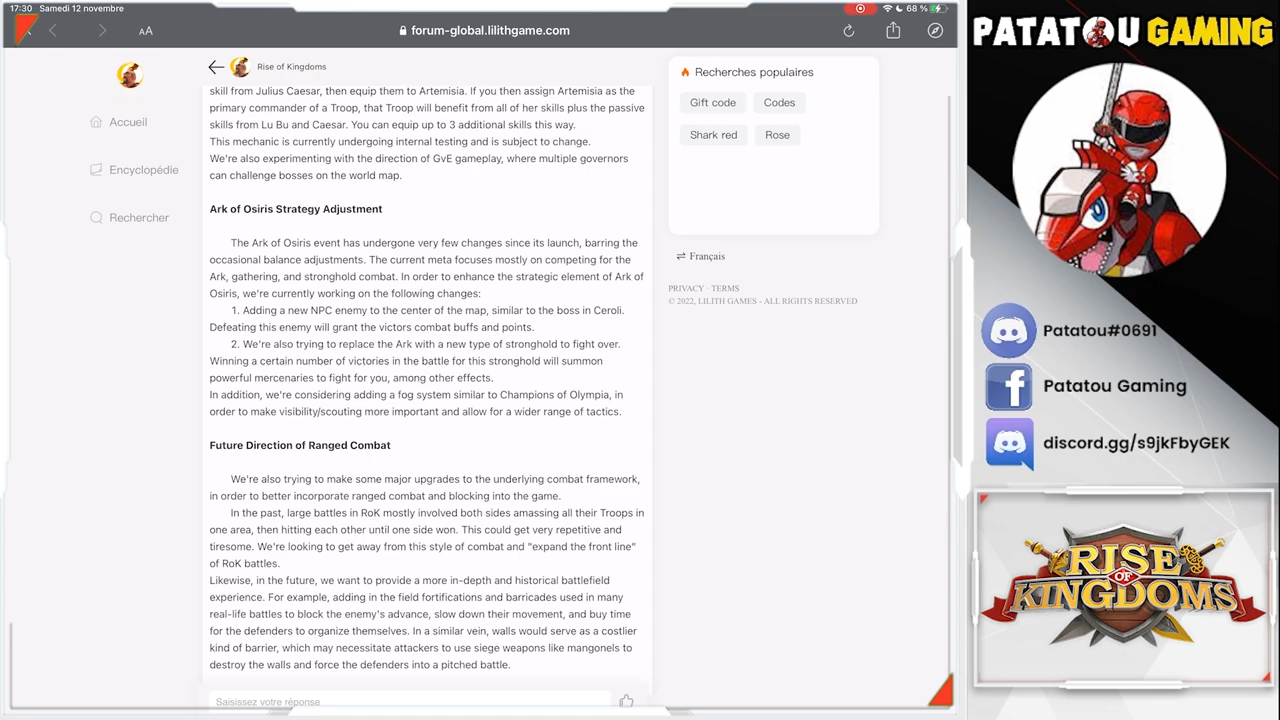 17:30 Samedi 12 novembre
68 %
AA
forum-global.lilithgame.com
Rise of Kingdoms
Accueil
Encyclopédie
Rechercher
skill from Julius Caesar, then equip them to Artemisia. If you then assign Artemisia as the
primary commander of a Troop, that Troop will benefit from all of her skills plus the passive
skills from Lu Bu and Caesar. You can equip up to 3 additional skills this way.
This mechanic is currently undergoing internal testing and is subject to change.
We're also experimenting with the direction of GvE gameplay, where multiple governors
can challenge bosses on the world map.
Ark of Osiris Strategy Adjustment
The Ark of Osiris event has undergone very few changes since its launch, barring the
occasional balance adjustments. The current meta focuses mostly on competing for the
Ark, gathering, and stronghold combat. In order to enhance the strategic element of Ark of
Osiris, we're currently working on the following changes:
1. Adding a new NPC enemy to the center of the map, similar to the boss in Ceroli.
Defeating this enemy will grant the victors combat buffs and points.
2. We're also trying to replace the Ark with a new type of stronghold to fight over.
Winning a certain number of victories in the battle for this stronghold will summon
powerful mercenaries to fight for you, among other effects.
In addition, we're considering adding a fog system similar to Champions of Olympia, in
order to make visibility/scouting more important and allow for a wider range of tactics.
Future Direction of Ranged Combat
We're also trying to make some major upgrades to the underlying combat framework,
in order to better incorporate ranged combat and blocking into the game.
In the past, large battles in RoK mostly involved both sides amassing all their Troops in
one area, then hitting each other until one side won. This could get very repetitive and
tiresome. We're looking to get away from this style of combat and "expand the front line"
of RoK battles.
Likewise, in the future, we want to provide a more in-depth and historical battlefield
experience. For example, adding in the field fortifications and barricades used in many
real-life battles to block the enemy's advance, slow down their movement, and buy time
for the defenders to organize themselves. In a similar vein, walls would serve as a costlier
kind of barrier, which may necessitate attackers to use siege weapons like mangonels to
destroy the walls and force the defenders into a pitched battle.
Saisissez votre réponse
Recherches populaires
Gift code
Codes
Shark red
Rose
Français
PRIVACY · TERMS
© 2022, LILITH GAMES - ALL RIGHTS RESERVED
PATATOU GAMING
Patatou#0691
Patatou Gaming
discord.gg/s9jkFbyGEK
RISE
OF
KINGDOMS